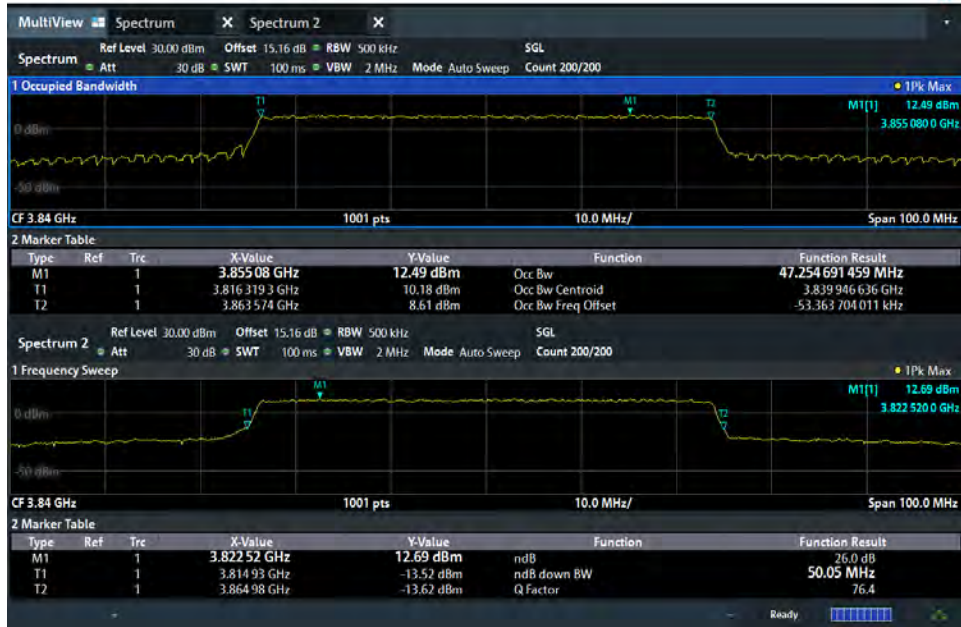 MultiView Spectrum X Spectrum 2 X
Ref Level 30.00 dBm Offset 15.16 dB RBW 500 kHz SGL
Spectrum
Att 30 dB SWT 100 ms VBW 2 MHz Mode Auto Sweep Count 200/200
1 Occupied Bandwidth 1Pk Max
T1 M1 T2 M1[1] 12.49 dBm
3.855 080 0 GHz
0 dBm
-50 dBm
CF 3.84 GHz 1001 pts 10.0 MHz/ Span 100.0 MHz
2 Marker Table
Type Ref Trc X-Value Y-Value Function Function Result
M1 1 3.855 08 GHz 12.49 dBm Occ Bw 47.254 691 459 MHz
T1 1 3.816 319 3 GHz 10.18 dBm Occ Bw Centroid 3.839 946 636 GHz
T2 1 3.863 574 GHz 8.61 dBm Occ Bw Freq Offset -53.363 704 011 kHz
Ref Level 30.00 dBm Offset 15.16 dB RBW 500 kHz SGL
Spectrum 2
Att 30 dB SWT 100 ms VBW 2 MHz Mode Auto Sweep Count 200/200
1 Frequency Sweep 1Pk Max
M1 M1[1] 12.69 dBm
3.822 520 0 GHz
0 dBm T1 T2
-50 dBm
CF 3.84 GHz 1001 pts 10.0 MHz/ Span 100.0 MHz
2 Marker Table
Type Ref Trc X-Value Y-Value Function Function Result
M1 1 3.822 52 GHz 12.69 dBm ndB 26.0 dB
T1 1 3.814 93 GHz -13.52 dBm ndB down BW 50.05 MHz
T2 1 3.864 98 GHz -13.62 dBm Q Factor 76.4
Ready